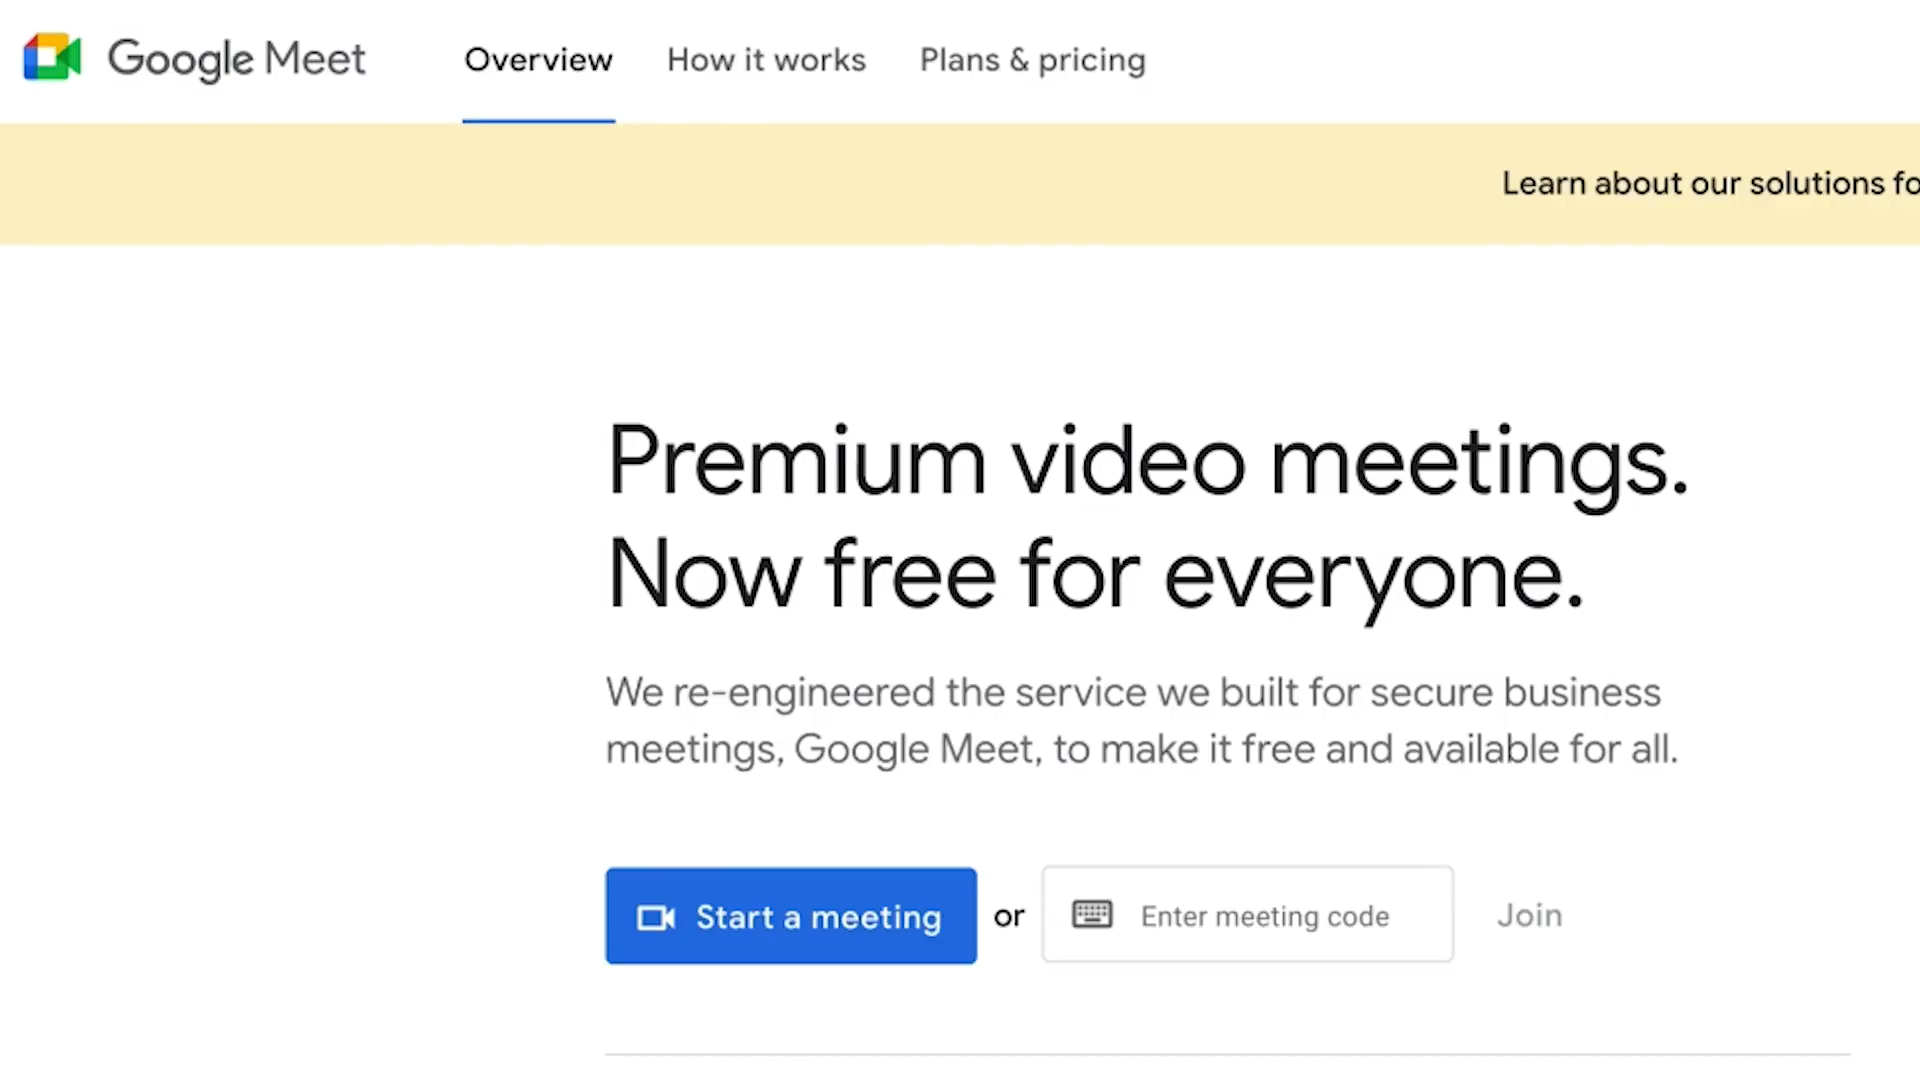 Google Meet Overview How it works Plans & pricing
Learn about our solutions fo
Premium video meetings.
Now free for everyone.
We re-engineered the service we built for secure business
meetings, Google Meet, to make it free and available for all.
Start a meeting or Enter meeting code Join